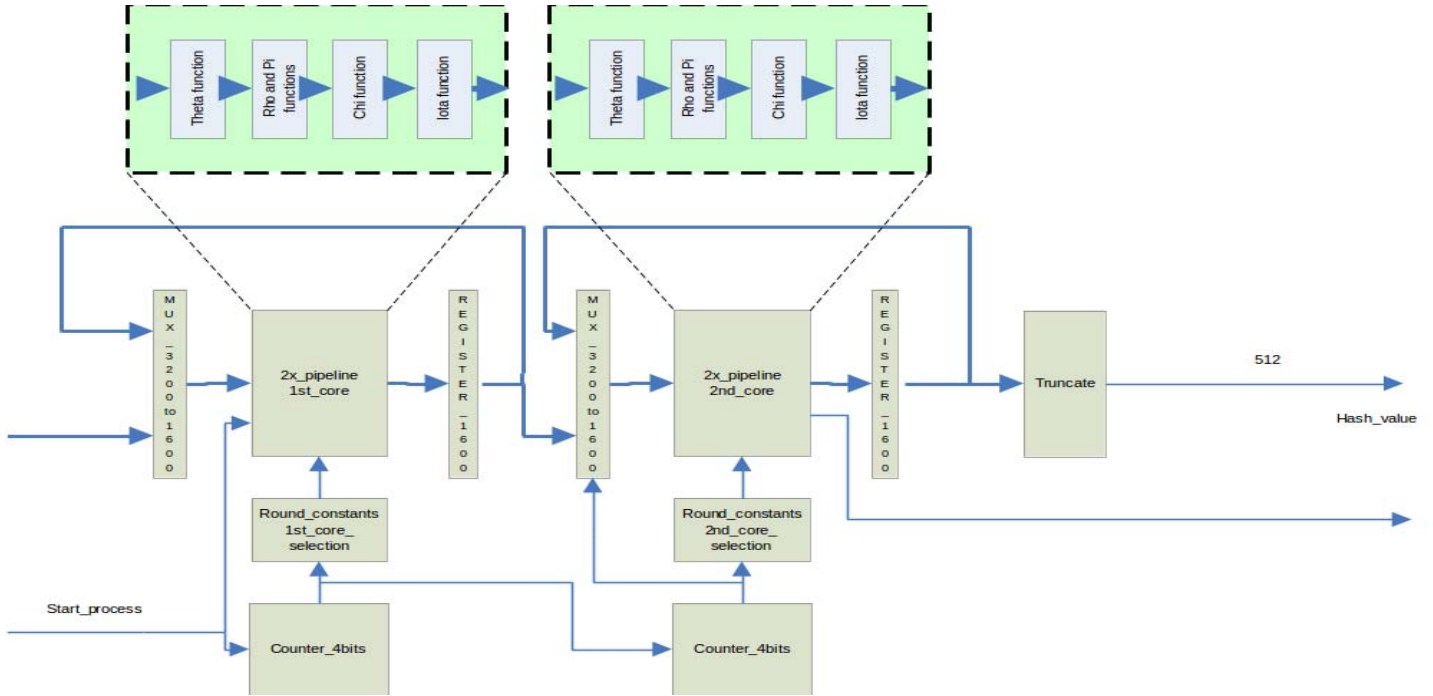 Theta function
Rho and Pi
functions
Chi function
Iota function
Theta function
Rho and Pi
functions
Chi function
Iota function
MUX_3200to1600
2x_pipeline
1st_core
REGISTER_1600
MUX_3200to1600
2x_pipeline
2nd_core
REGISTER_1600
Truncate
512
Hash_value
Round_constants
1st_core_
selection
Round_constants
2nd_core_
selection
Start_process
Counter_4bits
Counter_4bits